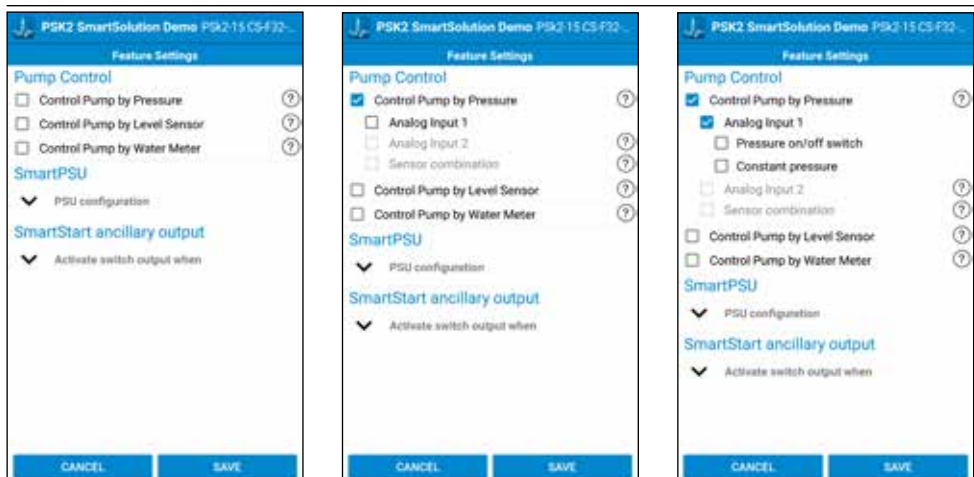 PSK2 SmartSolution Demo PSk2-15 CS-F32-...
Feature Settings
Pump Control
Control Pump by Pressure
?
Control Pump by Level Sensor
?
Control Pump by Water Meter
?
SmartPSU
PSU configuration
SmartStart ancillary output
Activate switch output when
CANCEL
SAVE
PSK2 SmartSolution Demo PSk2-15 CS-F32-...
Feature Settings
Pump Control
Control Pump by Pressure
?
Analog Input 1
Analog Input 2
?
Sensor combination
?
Control Pump by Level Sensor
?
Control Pump by Water Meter
?
SmartPSU
PSU configuration
SmartStart ancillary output
Activate switch output when
CANCEL
SAVE
PSK2 SmartSolution Demo PSk2-15 CS-F32-...
Feature Settings
Pump Control
Control Pump by Pressure
?
Analog Input 1
Pressure on/off switch
Constant pressure
Analog Input 2
?
Sensor combination
?
Control Pump by Level Sensor
?
Control Pump by Water Meter
?
SmartPSU
PSU configuration
SmartStart ancillary output
Activate switch output when
CANCEL
SAVE